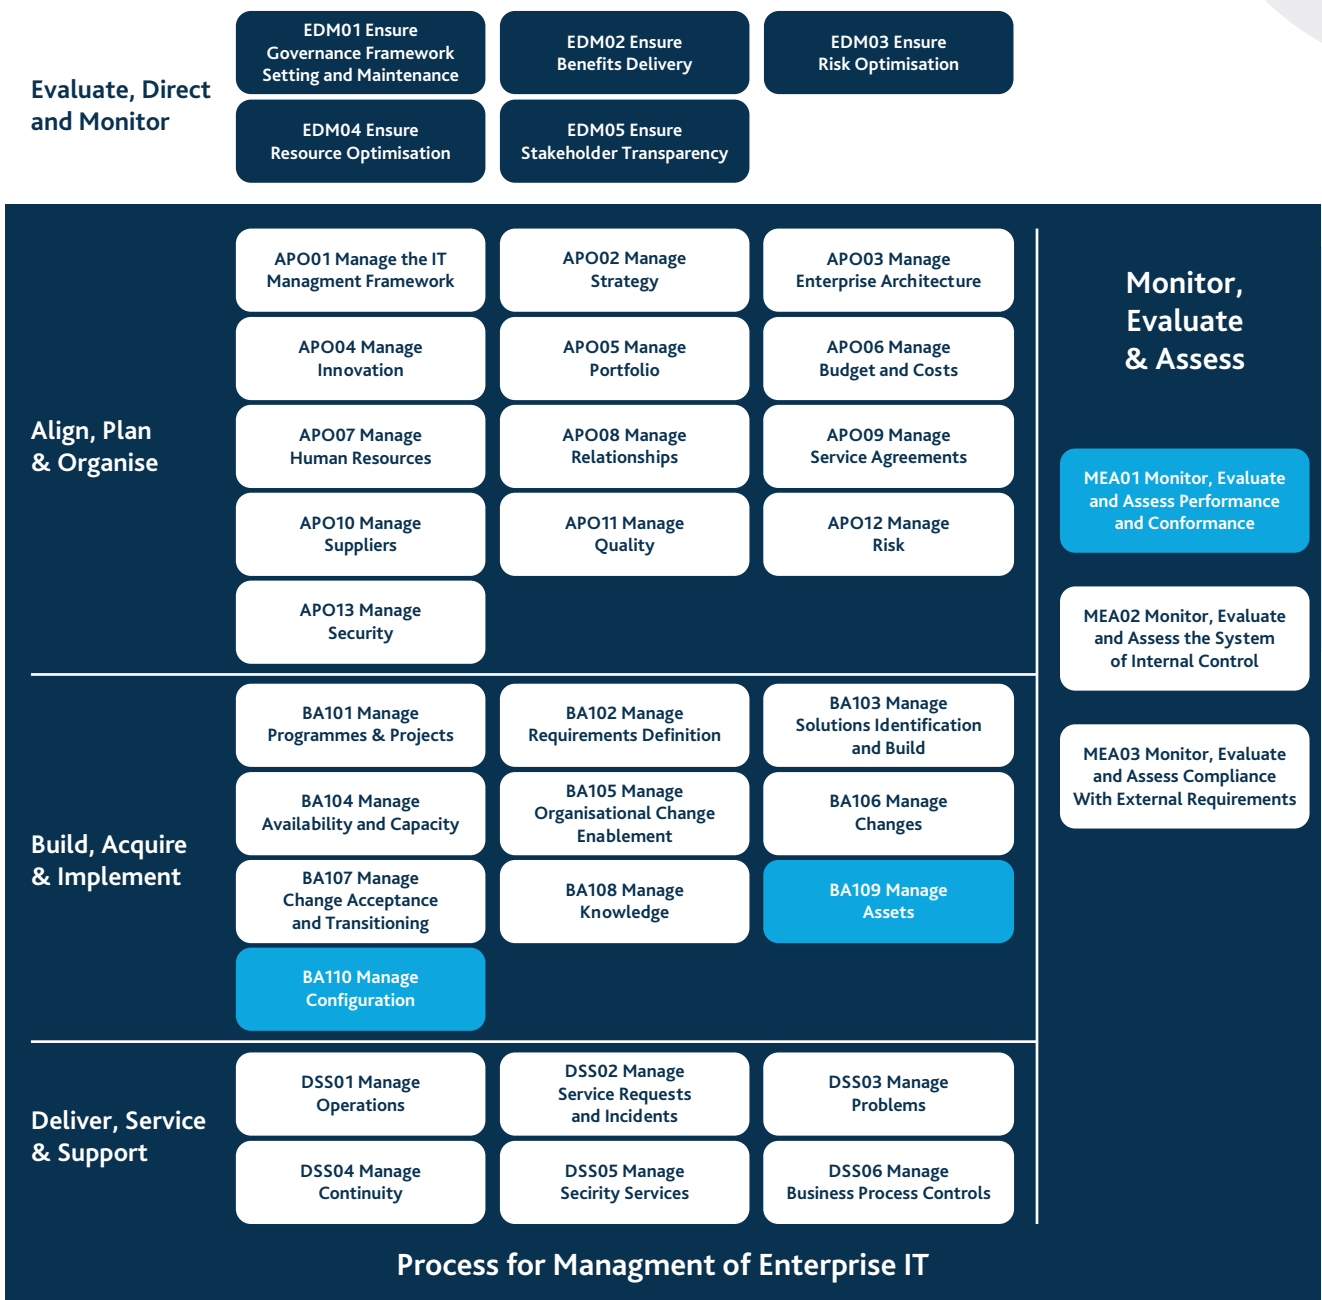 Evaluate, Direct
and Monitor
EDM01 Ensure
Governance Framework
Setting and Maintenance
EDM02 Ensure
Benefits Delivery
EDM03 Ensure
Risk Optimisation
EDM04 Ensure
Resource Optimisation
EDM05 Ensure
Stakeholder Transparency
Align, Plan
& Organise
APO01 Manage the IT
Managment Framework
APO02 Manage
Strategy
APO03 Manage
Enterprise Architecture
APO04 Manage
Innovation
APO05 Manage
Portfolio
APO06 Manage
Budget and Costs
APO07 Manage
Human Resources
APO08 Manage
Relationships
APO09 Manage
Service Agreements
APO10 Manage
Suppliers
APO11 Manage
Quality
APO12 Manage
Risk
APO13 Manage
Security
Build, Acquire
& Implement
BA101 Manage
Programmes & Projects
BA102 Manage
Requirements Definition
BA103 Manage
Solutions Identification
and Build
BA104 Manage
Availability and Capacity
BA105 Manage
Organisational Change
Enablement
BA106 Manage
Changes
BA107 Manage
Change Acceptance
and Transitioning
BA108 Manage
Knowledge
BA109 Manage
Assets
BA110 Manage
Configuration
Deliver, Service
& Support
DSS01 Manage
Operations
DSS02 Manage
Service Requests
and Incidents
DSS03 Manage
Problems
DSS04 Manage
Continuity
DSS05 Manage
Secirity Services
DSS06 Manage
Business Process Controls
Monitor,
Evaluate
& Assess
MEA01 Monitor, Evaluate
and Assess Performance
and Conformance
MEA02 Monitor, Evaluate
and Assess the System
of Internal Control
MEA03 Monitor, Evaluate
and Assess Compliance
With External Requirements
Process for Managment of Enterprise IT